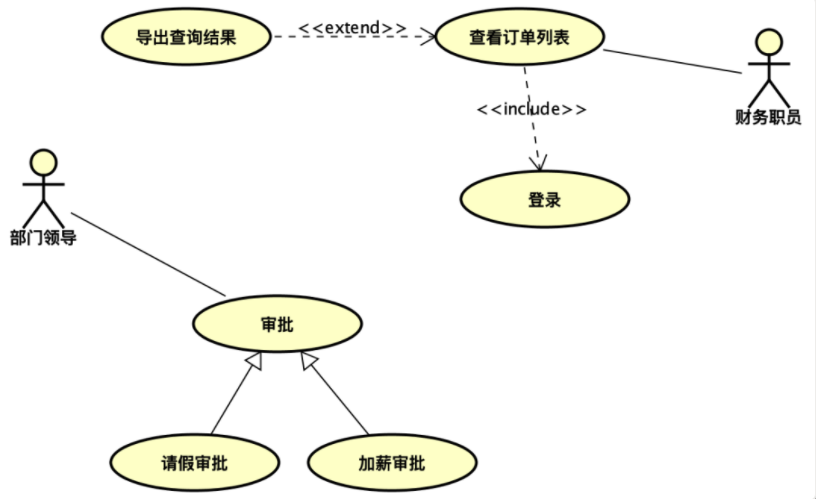 导出查询结果
<<extend>>
查看订单列表
财务职员
<<include>>
登录
部门领导
审批
请假审批
加薪审批